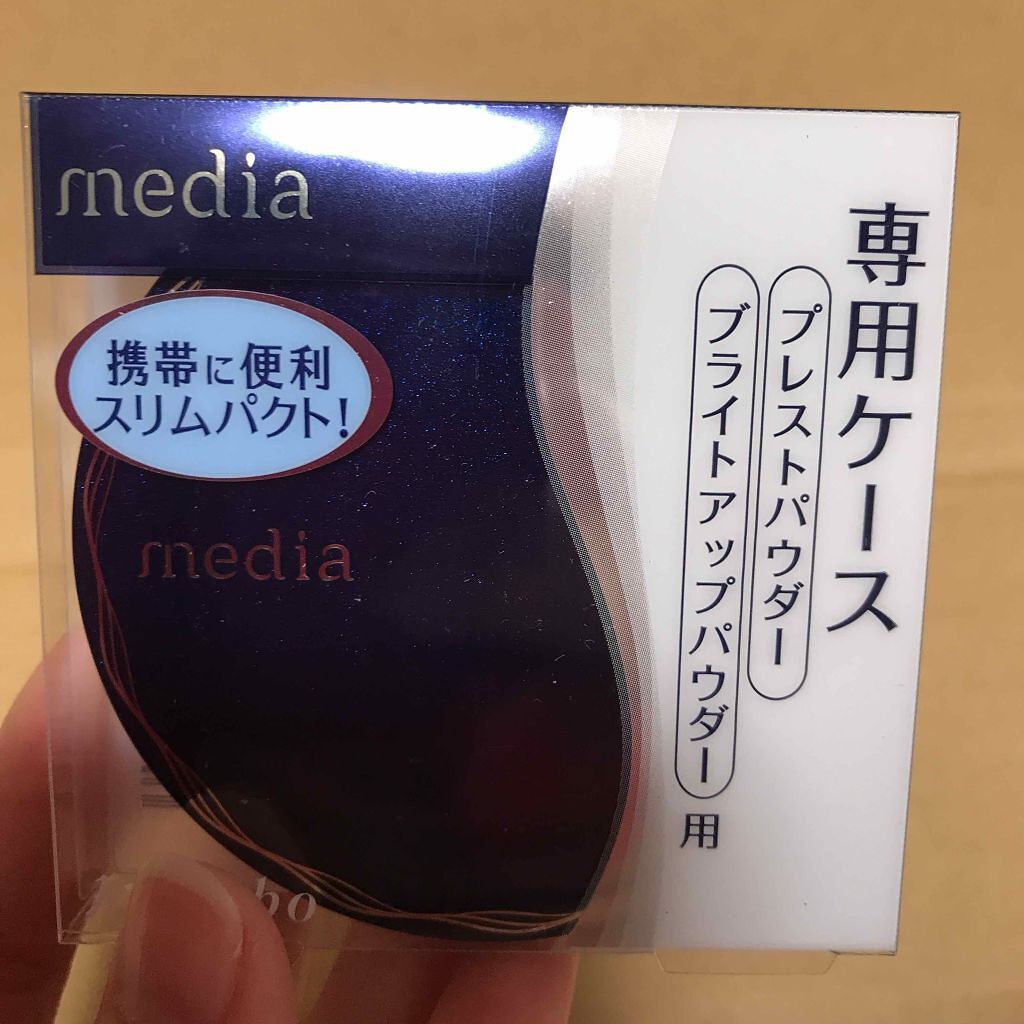 media
専用ケース
プレストパウダー
ブライトアップパウダー用
携帯に便利
スリムパクト!
media